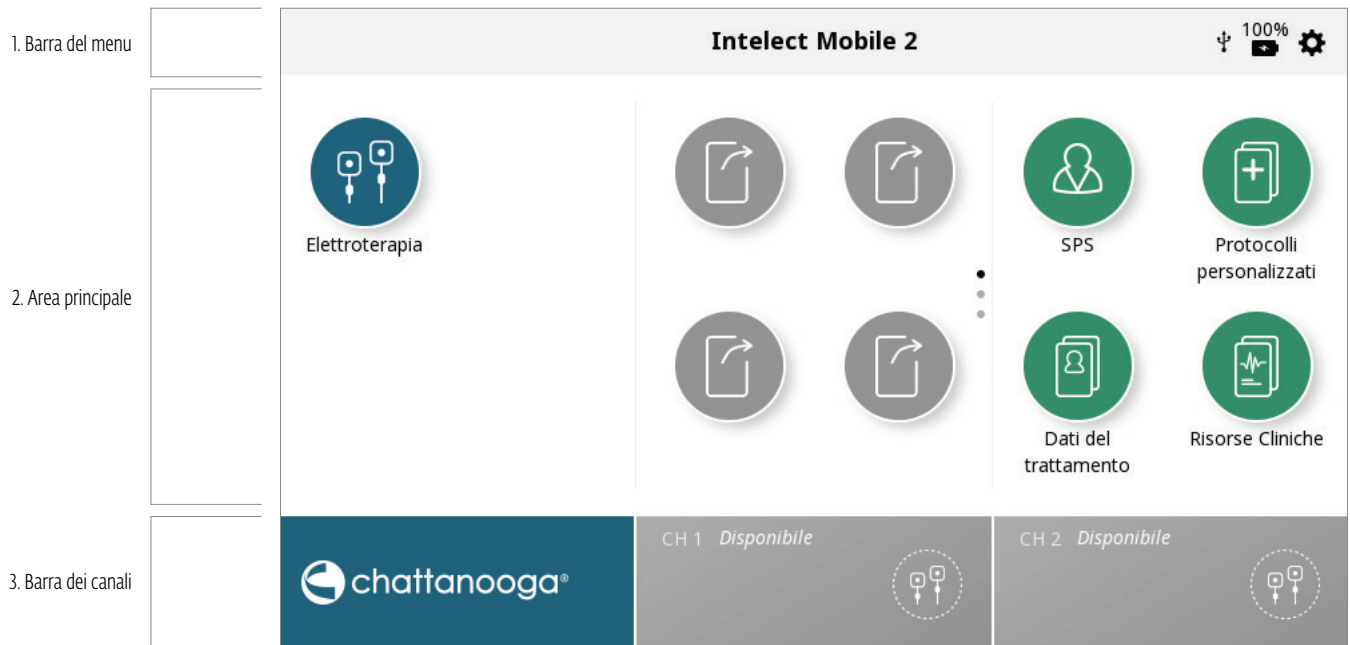 1. Barra del menu
Intelect Mobile 2
100%
2. Area principale
Elettroterapia
SPS
Protocolli
personalizzati
Dati del
trattamento
Risorse Cliniche
3. Barra dei canali
chattanooga®
CH 1 Disponibile
CH 2 Disponibile